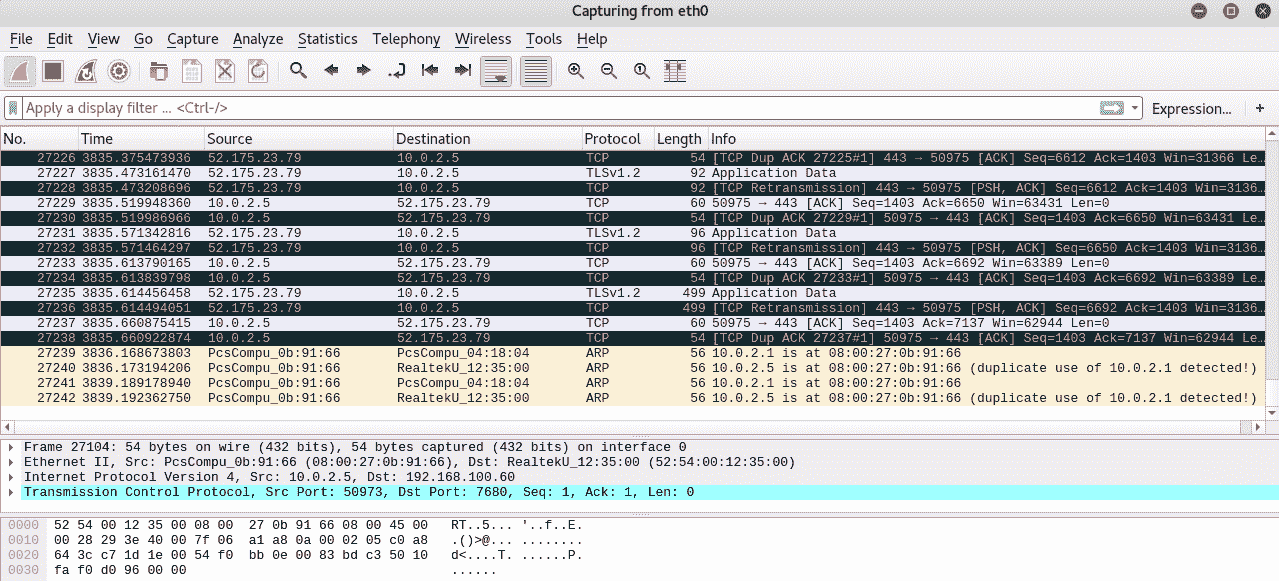 Capturing from eth0
File Edit View Go Capture Analyze Statistics Telephony Wireless Tools Help
Apply a display filter ... <Ctrl-/> Expression... +
No. Time Source Destination Protocol Length Info
27226 3835.375473936 52.175.23.79 10.0.2.5 TCP 54 [TCP Dup ACK 27225#1] 443 → 50975 [ACK] Seq=6612 Ack=1403 Win=31366 Le…
27227 3835.473161470 52.175.23.79 10.0.2.5 TLSv1.2 92 Application Data
27228 3835.473208696 52.175.23.79 10.0.2.5 TCP 92 [TCP Retransmission] 443 → 50975 [PSH, ACK] Seq=6612 Ack=1403 Win=3136…
27229 3835.519948360 10.0.2.5 52.175.23.79 TCP 60 50975 → 443 [ACK] Seq=1403 Ack=6650 Win=63431 Len=0
27230 3835.519986966 10.0.2.5 52.175.23.79 TCP 54 [TCP Dup ACK 27229#1] 50975 → 443 [ACK] Seq=1403 Ack=6650 Win=63431 Le…
27231 3835.571342816 52.175.23.79 10.0.2.5 TLSv1.2 96 Application Data
27232 3835.571464297 52.175.23.79 10.0.2.5 TCP 96 [TCP Retransmission] 443 → 50975 [PSH, ACK] Seq=6650 Ack=1403 Win=3136…
27233 3835.613790165 10.0.2.5 52.175.23.79 TCP 60 50975 → 443 [ACK] Seq=1403 Ack=6692 Win=63389 Len=0
27234 3835.613839798 10.0.2.5 52.175.23.79 TCP 54 [TCP Dup ACK 27233#1] 50975 → 443 [ACK] Seq=1403 Ack=6692 Win=63389 Le…
27235 3835.614456458 52.175.23.79 10.0.2.5 TLSv1.2 499 Application Data
27236 3835.614494051 52.175.23.79 10.0.2.5 TCP 499 [TCP Retransmission] 443 → 50975 [PSH, ACK] Seq=6692 Ack=1403 Win=3136…
27237 3835.660875415 10.0.2.5 52.175.23.79 TCP 60 50975 → 443 [ACK] Seq=1403 Ack=7137 Win=62944 Len=0
27238 3835.660922874 10.0.2.5 52.175.23.79 TCP 54 [TCP Dup ACK 27237#1] 50975 → 443 [ACK] Seq=1403 Ack=7137 Win=62944 Le…
27239 3836.168673803 PcsCompu_0b:91:66 PcsCompu_04:18:04 ARP 56 10.0.2.1 is at 08:00:27:0b:91:66
27240 3836.173194206 PcsCompu_0b:91:66 RealtekU_12:35:00 ARP 56 10.0.2.5 is at 08:00:27:0b:91:66 (duplicate use of 10.0.2.1 detected!)
27241 3839.189178940 PcsCompu_0b:91:66 PcsCompu_04:18:04 ARP 56 10.0.2.1 is at 08:00:27:0b:91:66
27242 3839.192362750 PcsCompu_0b:91:66 RealtekU_12:35:00 ARP 56 10.0.2.5 is at 08:00:27:0b:91:66 (duplicate use of 10.0.2.1 detected!)
Frame 27104: 54 bytes on wire (432 bits), 54 bytes captured (432 bits) on interface 0
Ethernet II, Src: PcsCompu_0b:91:66 (08:00:27:0b:91:66), Dst: RealtekU_12:35:00 (52:54:00:12:35:00)
Internet Protocol Version 4, Src: 10.0.2.5, Dst: 192.168.100.60
Transmission Control Protocol, Src Port: 50973, Dst Port: 7680, Seq: 1, Ack: 1, Len: 0
0000 52 54 00 12 35 00 08 00 27 0b 91 66 08 00 45 00 RT..5... '..f..E.
0010 00 28 29 3e 40 00 7f 06 a1 a8 0a 00 02 05 c0 a8 .()>@... ........
0020 64 3c c7 1d 1e 00 54 f0 bb 0e 00 83 bd c3 50 10 d<....T. ......P.
0030 fa f0 d0 96 00 00 ......